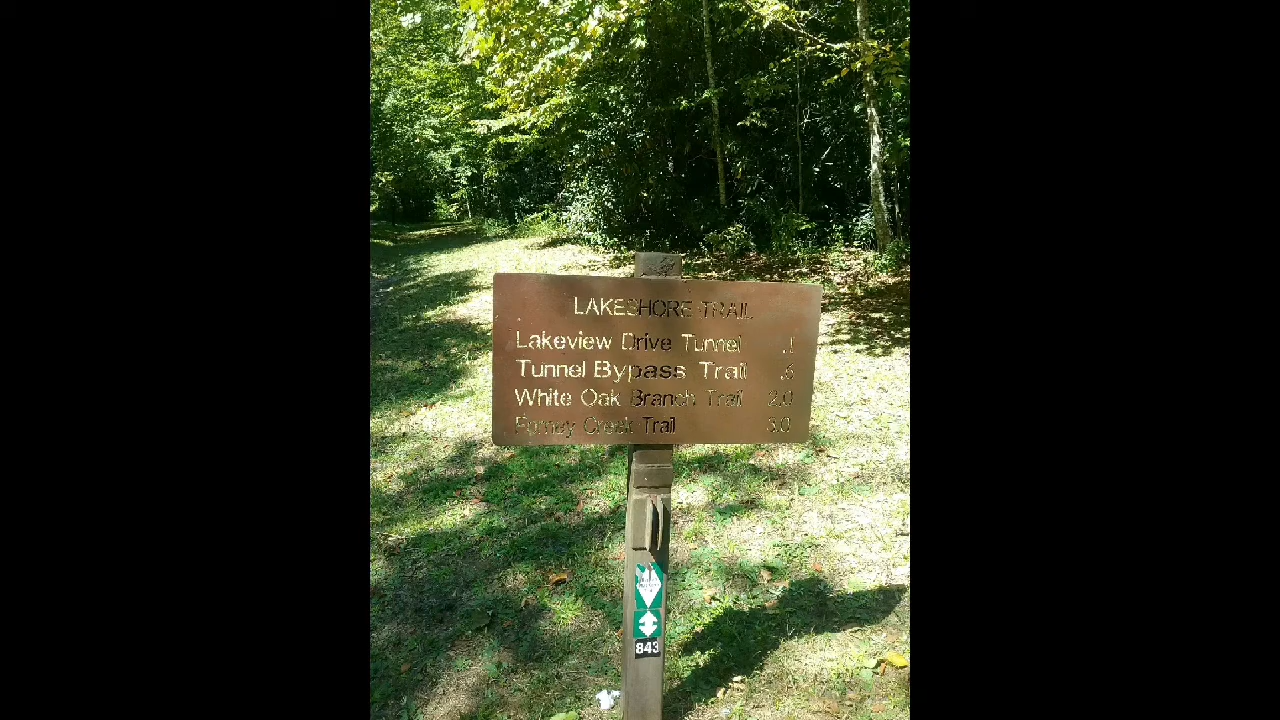 LAKESHORE TRAIL
Lakeview Drive Tunnel .1
Tunnel Bypass Trail .6
White Oak Branch Trail 2.0
Forney Creek Trail 3.0
843